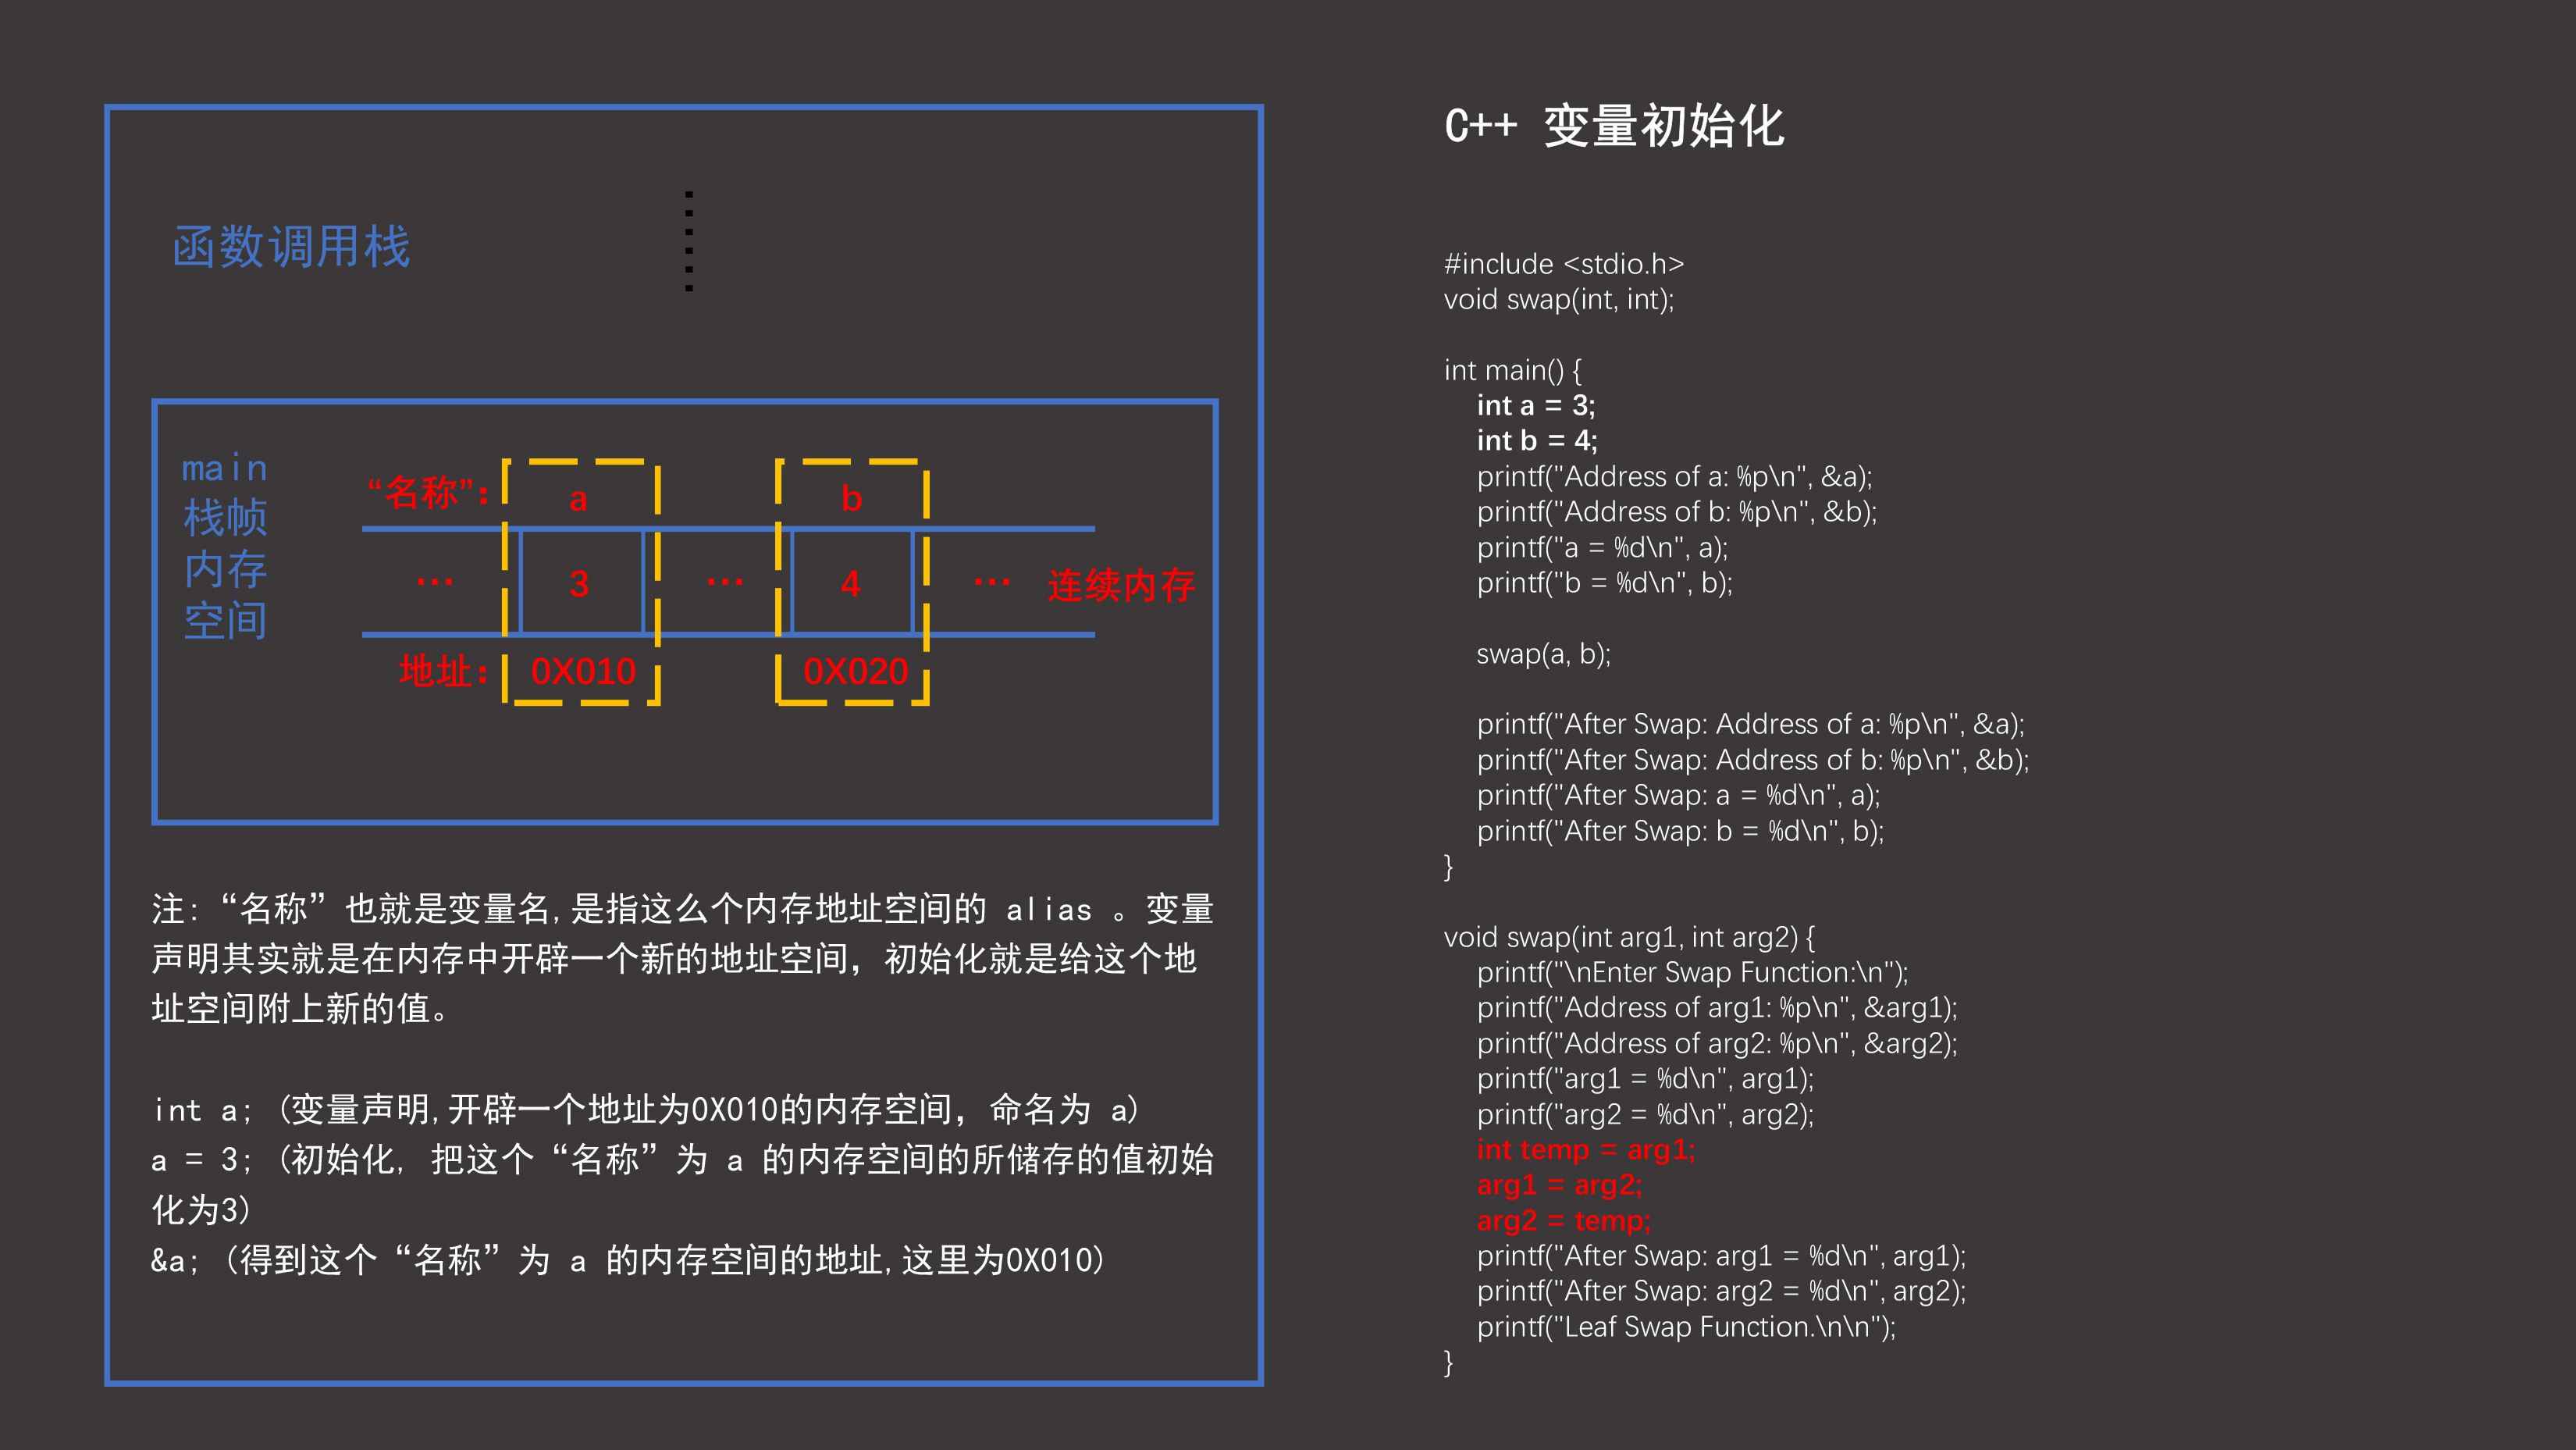 函数调用栈
main
栈帧
内存
空间
“名称”： a b
… 3 … 4 … 连续内存
地址： 0X010 0X020
注：“名称”也就是变量名，是指这么个内存地址空间的 alias 。变量
声明其实就是在内存中开辟一个新的地址空间，初始化就是给这个地
址空间附上新的值。
int a; (变量声明，开辟一个地址为0X010的内存空间，命名为 a)
a = 3; (初始化， 把这个“名称”为 a 的内存空间的所储存的值初始
化为3)
&a; (得到这个“名称”为 a 的内存空间的地址，这里为0X010)
C++ 变量初始化
#include <stdio.h>
void swap(int, int);
int main() {
int a = 3;
int b = 4;
printf("Address of a: %p\n", &a);
printf("Address of b: %p\n", &b);
printf("a = %d\n", a);
printf("b = %d\n", b);
swap(a, b);
printf("After Swap: Address of a: %p\n", &a);
printf("After Swap: Address of b: %p\n", &b);
printf("After Swap: a = %d\n", a);
printf("After Swap: b = %d\n", b);
}
void swap(int arg1, int arg2) {
printf("\nEnter Swap Function:\n");
printf("Address of arg1: %p\n", &arg1);
printf("Address of arg2: %p\n", &arg2);
printf("arg1 = %d\n", arg1);
printf("arg2 = %d\n", arg2);
int temp = arg1;
arg1 = arg2;
arg2 = temp;
printf("After Swap: arg1 = %d\n", arg1);
printf("After Swap: arg2 = %d\n", arg2);
printf("Leaf Swap Function.\n\n");
}